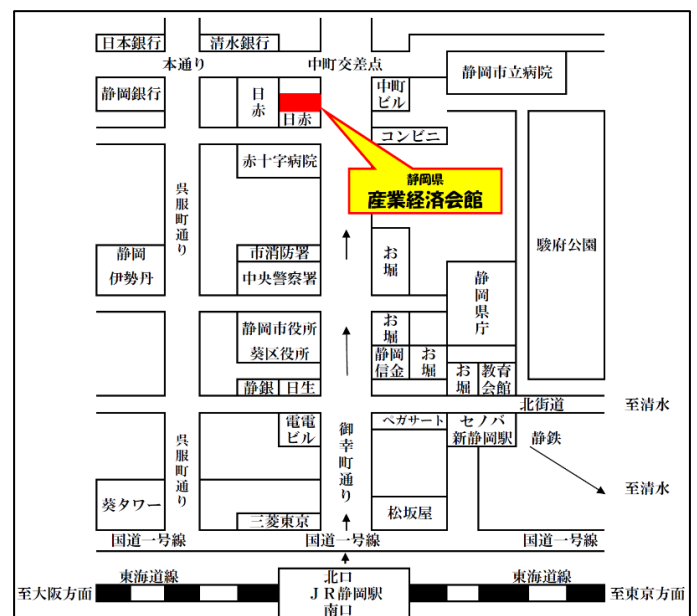 日本銀行
清水銀行
本通り
中町交差点
静岡市立病院
静岡銀行
日赤
日赤
中町
ビル
コンビニ
静岡県
産業経済会館
赤十字病院
呉服町通り
駿府公園
静岡
伊勢丹
市消防署
中央警察署
お堀
静岡県庁
静岡市役所
葵区役所
お堀
静岡
信金
お堀
静銀
日生
お堀
教育
会館
北街道
至清水
電電
ビル
御幸町通り
ペガサート
セノバ
新静岡駅
静鉄
呉服町通り
葵タワー
三菱東京
松坂屋
至清水
国道一号線
国道一号線
国道一号線
東海道線
北口
東海道線
至大阪方面
JR静岡駅
至東京方面
南口